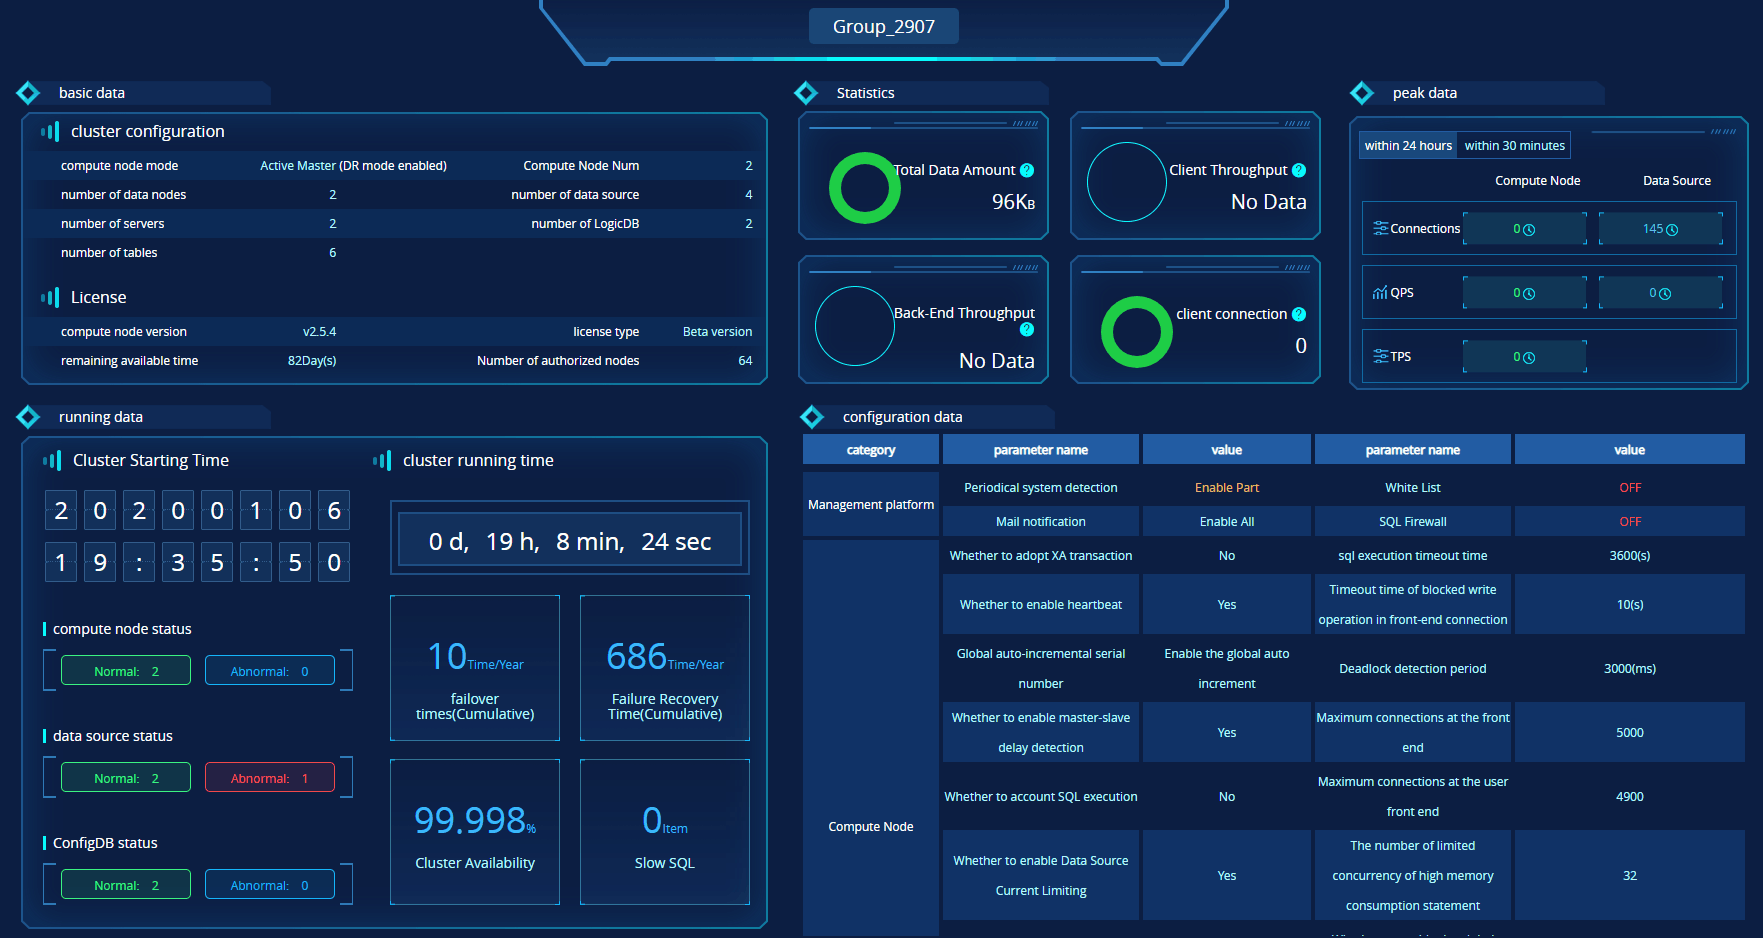 Group_2907
basic data
cluster configuration
compute node mode Active Master (DR mode enabled) Compute Node Num 2
number of data nodes 2 number of data source 4
number of servers 2 number of LogicDB 2
number of tables 6
License
compute node version v2.5.4 license type Beta version
remaining available time 82Day(s) Number of authorized nodes 64
Statistics
Total Data Amount ?
96KB
Client Throughput ?
No Data
Back-End Throughput
?
No Data
client connection ?
0
peak data
within 24 hours within 30 minutes
Compute Node Data Source
Connections 0 145
QPS 0 0
TPS 0
running data
Cluster Starting Time
2 0 2 0 0 1 0 6
1 9 : 3 5 : 5 0
compute node status
Normal: 2 Abnormal: 0
data source status
Normal: 2 Abnormal: 1
ConfigDB status
Normal: 2 Abnormal: 0
cluster running time
0 d, 19 h, 8 min, 24 sec
10Time/Year
failover
times(Cumulative)
686Time/Year
Failure Recovery
Time(Cumulative)
99.998%
Cluster Availability
0Item
Slow SQL
configuration data
category parameter name value parameter name value
Management platform
Periodical system detection Enable Part White List OFF
Mail notification Enable All SQL Firewall OFF
Compute Node
Whether to adopt XA transaction No sql execution timeout time 3600(s)
Whether to enable heartbeat Yes
Timeout time of blocked write
operation in front-end connection
10(s)
Global auto-incremental serial
number
Enable the global auto
increment
Deadlock detection period 3000(ms)
Whether to enable master-slave
delay detection
Yes
Maximum connections at the front
end
5000
Whether to account SQL execution No
Maximum connections at the user
front end
4900
Whether to enable Data Source
Current Limiting
Yes
The number of limited
concurrency of high memory
consumption statement
32